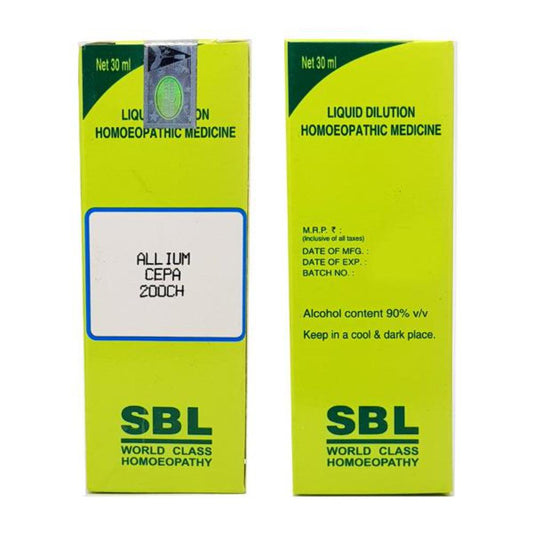 Net 30 ml
LIQU ON
HOMOEOPATHIC MEDICINE
ALLIUM
CEPA
200CH
SBL
WORLD CLASS
HOMOEOPATHY
Net 30 ml
LIQUID DILUTION
HOMOEOPATHIC MEDICINE
M.R.P. ₹ :
(Inclusive of all taxes)
DATE OF MFG. :
DATE OF EXP. :
BATCH NO. :
Alcohol content 90% v/v
Keep in a cool & dark place.
SBL
WORLD CLASS
HOMOEOPATHY